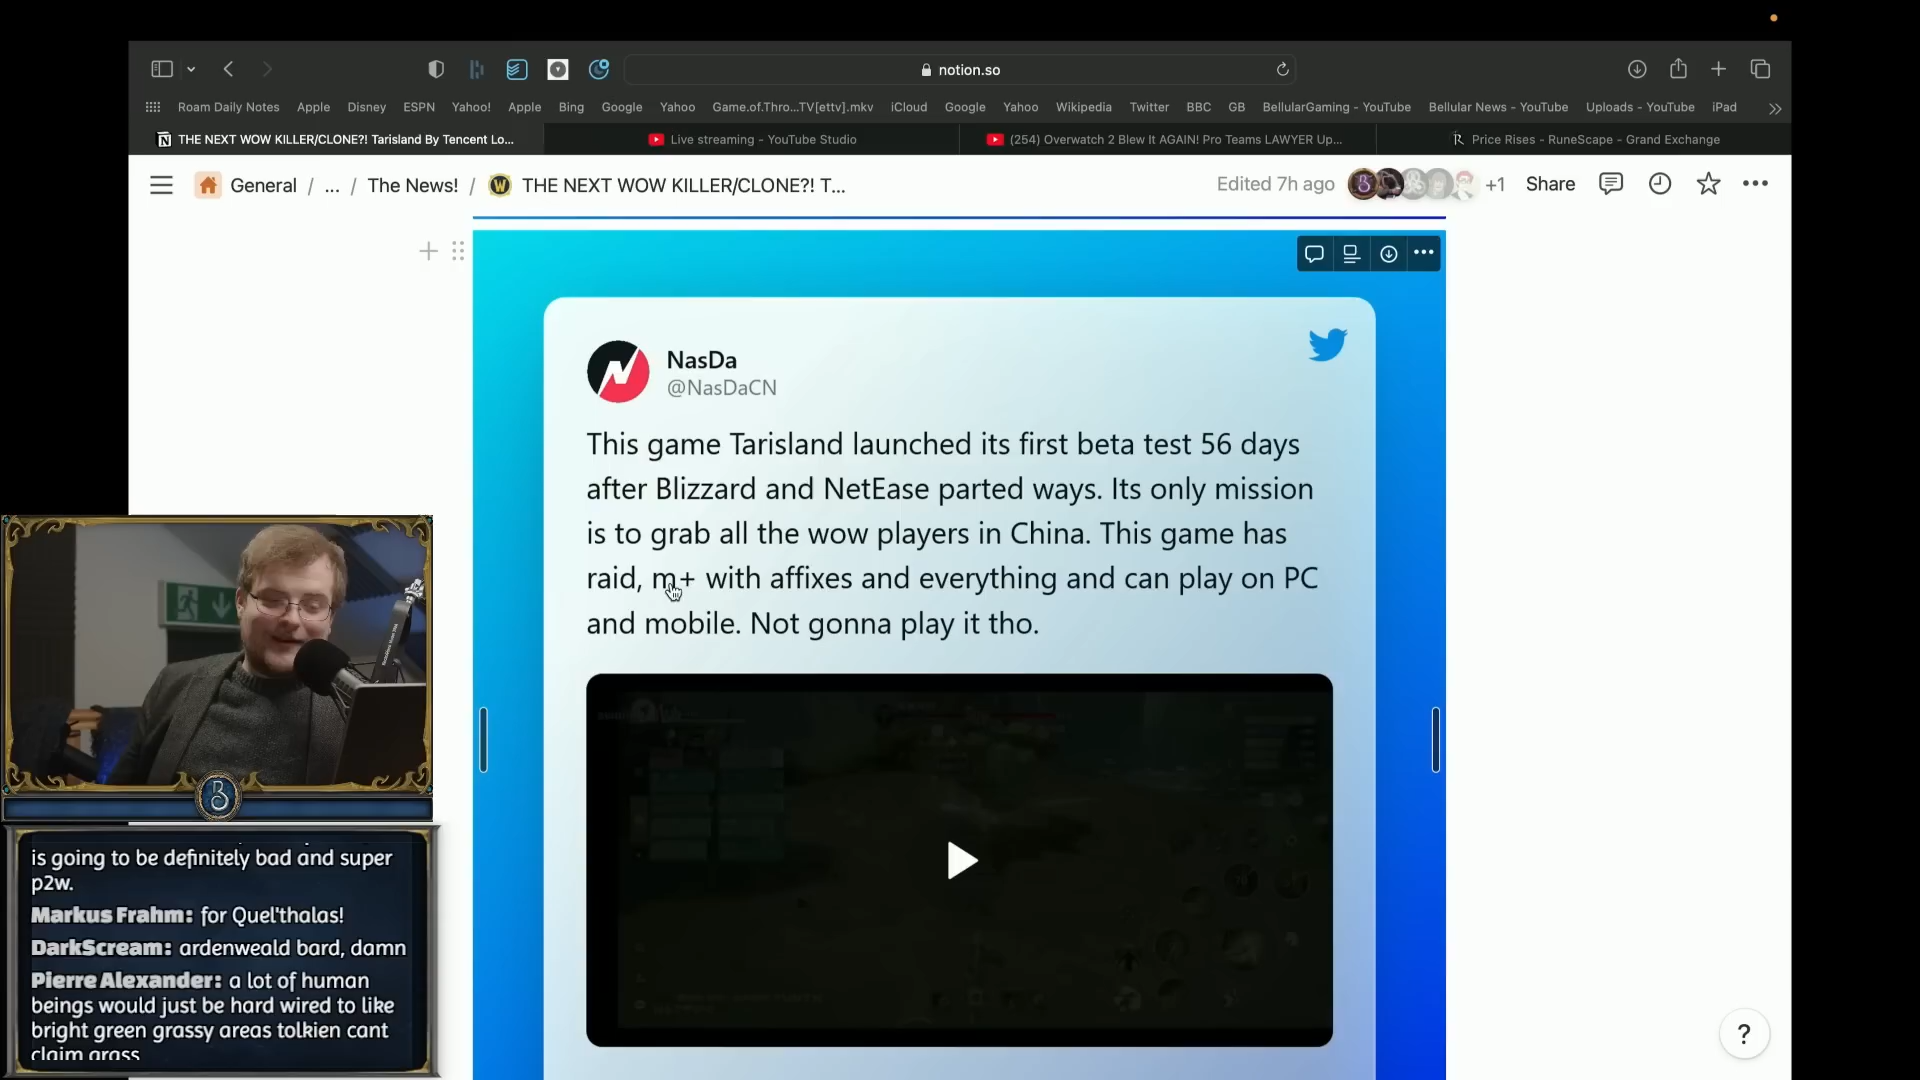 notion.so
Roam Daily Notes Apple Disney ESPN Yahoo! Apple Bing Google Yahoo Game.of.Thro...TV[ettv].mkv iCloud Google Yahoo Wikipedia Twitter BBC GB BellularGaming - YouTube Bellular News - YouTube Uploads - YouTube iPad
THE NEXT WOW KILLER/CLONE?! Tarisland By Tencent Lo... Live streaming - YouTube Studio (254) Overwatch 2 Blew It AGAIN! Pro Teams LAWYER Up... Price Rises - RuneScape - Grand Exchange
General / ... / The News! / THE NEXT WOW KILLER/CLONE?! T... Edited 7h ago +1 Share
NasDa
@NasDaCN
This game Tarisland launched its first beta test 56 days
after Blizzard and NetEase parted ways. Its only mission
is to grab all the wow players in China. This game has
raid, m+ with affixes and everything and can play on PC
and mobile. Not gonna play it tho.
is going to be definitely bad and super
p2w.
Markus Frahm: for Quel'thalas!
DarkScream: ardenweald bard, damn
Pierre Alexander: a lot of human
beings would just be hard wired to like
bright green grassy areas tolkien cant
claim grass
?